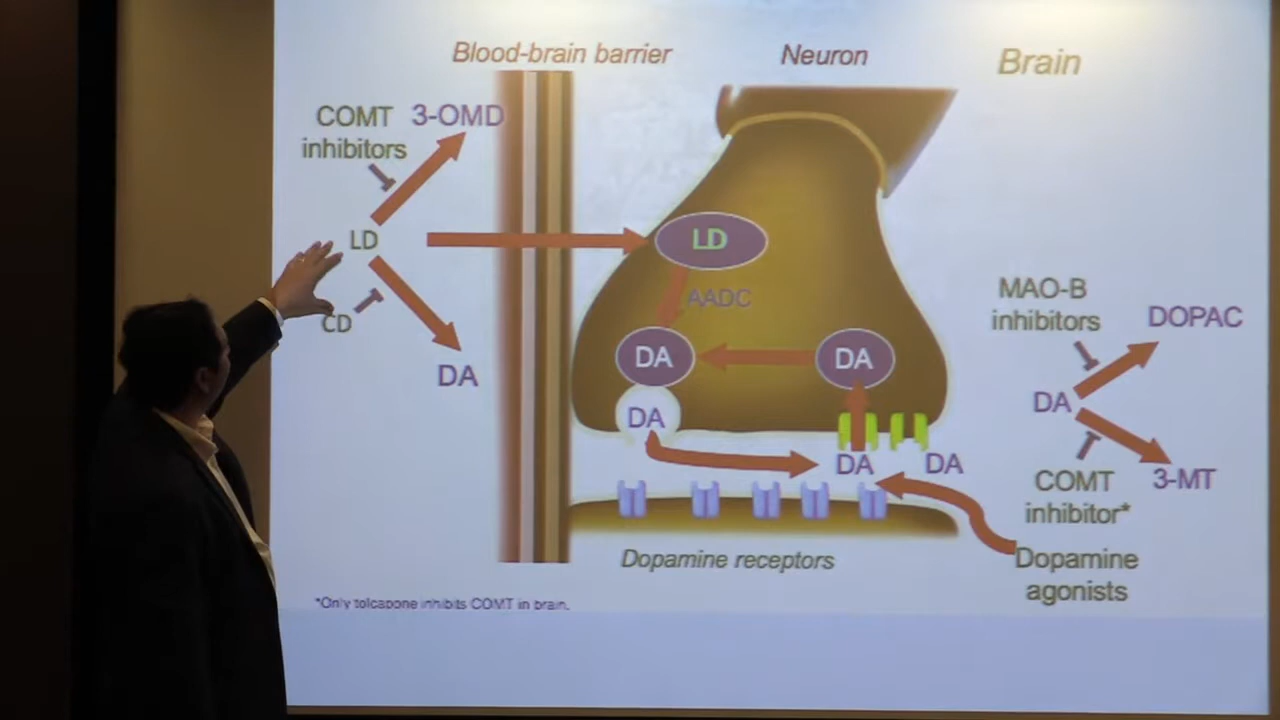 Blood-brain barrier
Neuron
Brain
COMT
inhibitors
3-OMD
LD
CD
DA
LD
AADC
DA
DA
DA
DA
DA
Dopamine receptors
MAO-B
inhibitors
DOPAC
DA
COMT
inhibitor*
3-MT
Dopamine
agonists
*Only tolcapone inhibits COMT in brain.